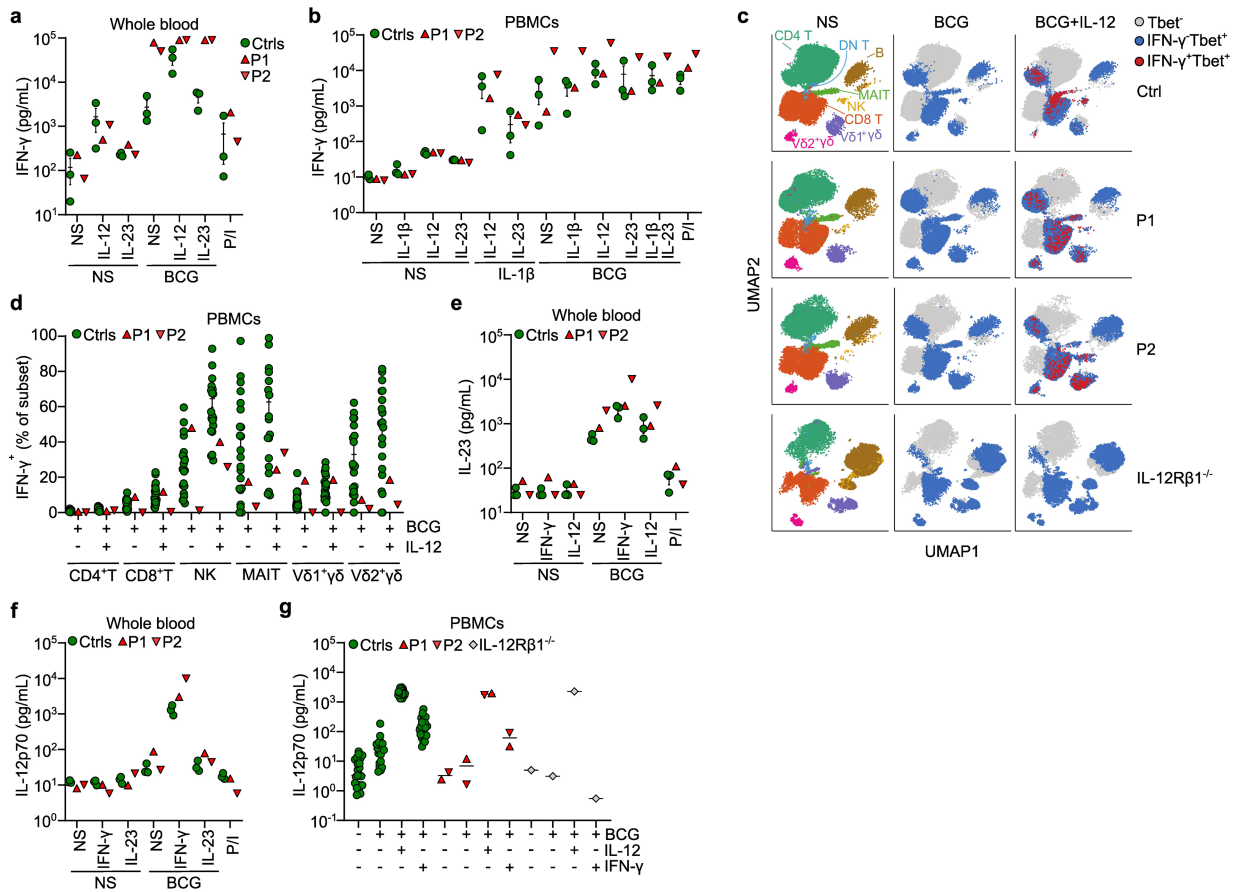 a
Whole blood
IFN-γ (pg/mL)
10⁵
10⁴
10³
10²
10¹
Ctrls
P1
P2
NS
IL-12
IL-23
NS
IL-12
IL-23
P/I
NS
BCG
b
PBMCs
Ctrls P1 P2
IFN-γ (pg/mL)
10⁵
10⁴
10³
10²
10¹
10⁰
NS
IL-1β
IL-12
IL-23
IL-12
IL-23
NS
IL-1β
IL-12
IL-23
IL-1β
IL-23
P/I
NS
IL-1β
BCG
c
NS
BCG
BCG+IL-12
Tbet⁻
IFN-γ⁻Tbet⁺
IFN-γ⁺Tbet⁺
CD4 T
DN T
B
MAIT
NK
CD8 T
Vδ2⁺γδ
Vδ1⁺γδ
Ctrl
P1
P2
IL-12Rβ1⁻/⁻
UMAP2
UMAP1
d
PBMCs
Ctrls P1 P2
IFN-γ⁺ (% of subset)
100
80
60
40
20
0
+ + + + + + + + + + + + BCG
- + - + - + - + - + - + IL-12
CD4⁺T CD8⁺T NK MAIT Vδ1⁺γδ Vδ2⁺γδ
e
Whole blood
Ctrls P1 P2
IL-23 (pg/mL)
10⁵
10⁴
10³
10²
10¹
NS
IFN-γ
IL-12
NS
IFN-γ
IL-12
P/I
NS
BCG
f
Whole blood
Ctrls P1 P2
IL-12p70 (pg/mL)
10⁵
10⁴
10³
10²
10¹
10⁰
NS
IFN-γ
IL-23
NS
IFN-γ
IL-23
P/I
NS
BCG
g
PBMCs
Ctrls P1 P2 IL-12Rβ1⁻/⁻
IL-12p70 (pg/mL)
10⁵
10⁴
10³
10²
10¹
10⁰
10⁻¹
- + + + - + + + - + + + BCG
- - + - - - + - - - + - IL-12
- - - + - - - + - - - + IFN-γ